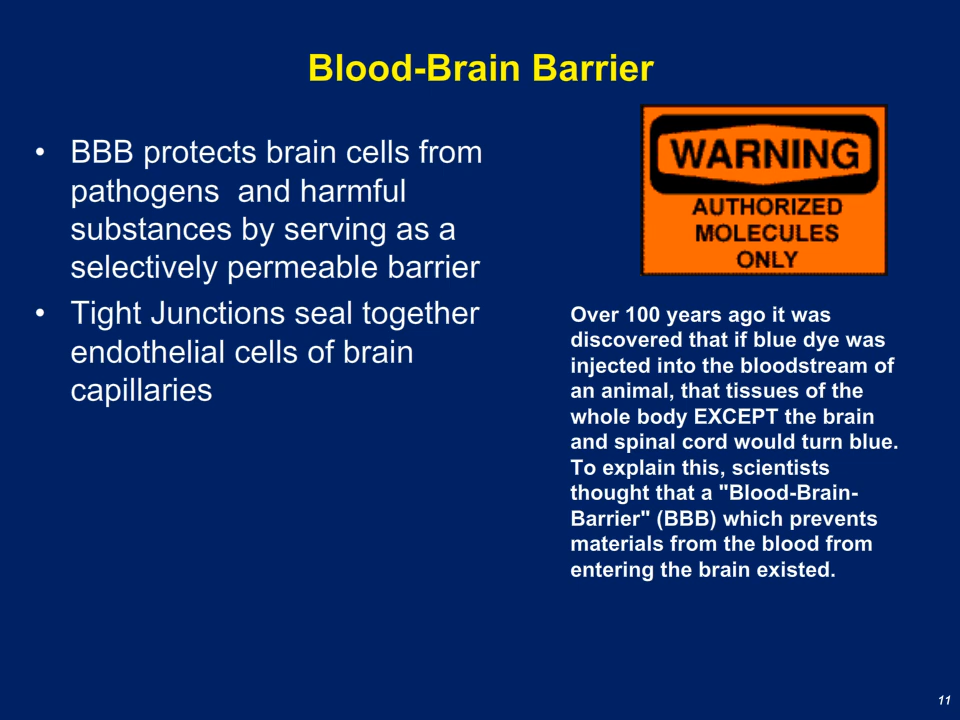 Blood-Brain Barrier
• BBB protects brain cells from
pathogens  and harmful
substances by serving as a
selectively permeable barrier
• Tight Junctions seal together
endothelial cells of brain
capillaries
WARNING
AUTHORIZED
MOLECULES
ONLY
Over 100 years ago it was
discovered that if blue dye was
injected into the bloodstream of
an animal, that tissues of the
whole body EXCEPT the brain
and spinal cord would turn blue.
To explain this, scientists
thought that a "Blood-Brain-
Barrier" (BBB) which prevents
materials from the blood from
entering the brain existed.
11